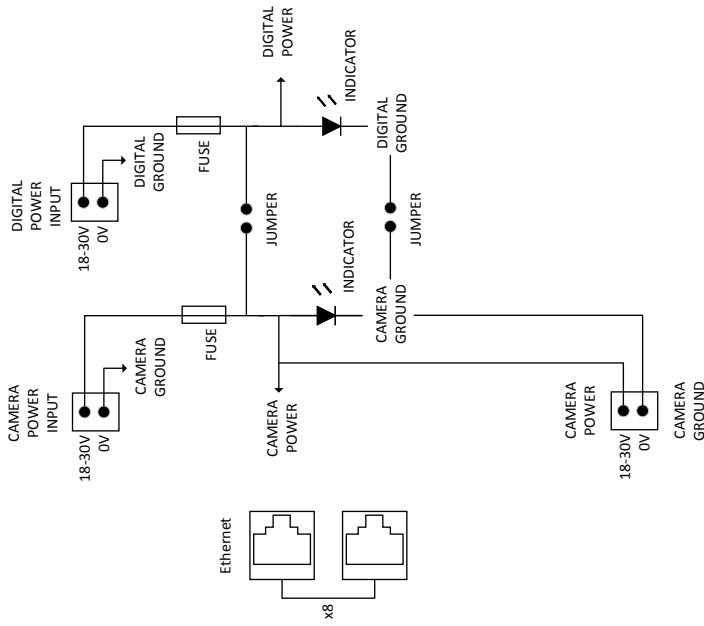 CAMERA
POWER
INPUT
18-30V
0V
CAMERA
GROUND
FUSE
DIGITAL
POWER
INPUT
18-30V
0V
DIGITAL
GROUND
FUSE
JUMPER
CAMERA
POWER
INDICATOR
DIGITAL
POWER
INDICATOR
CAMERA
GROUND
JUMPER
DIGITAL
GROUND
Ethernet
x8
CAMERA
POWER
18-30V
0V
CAMERA
GROUND